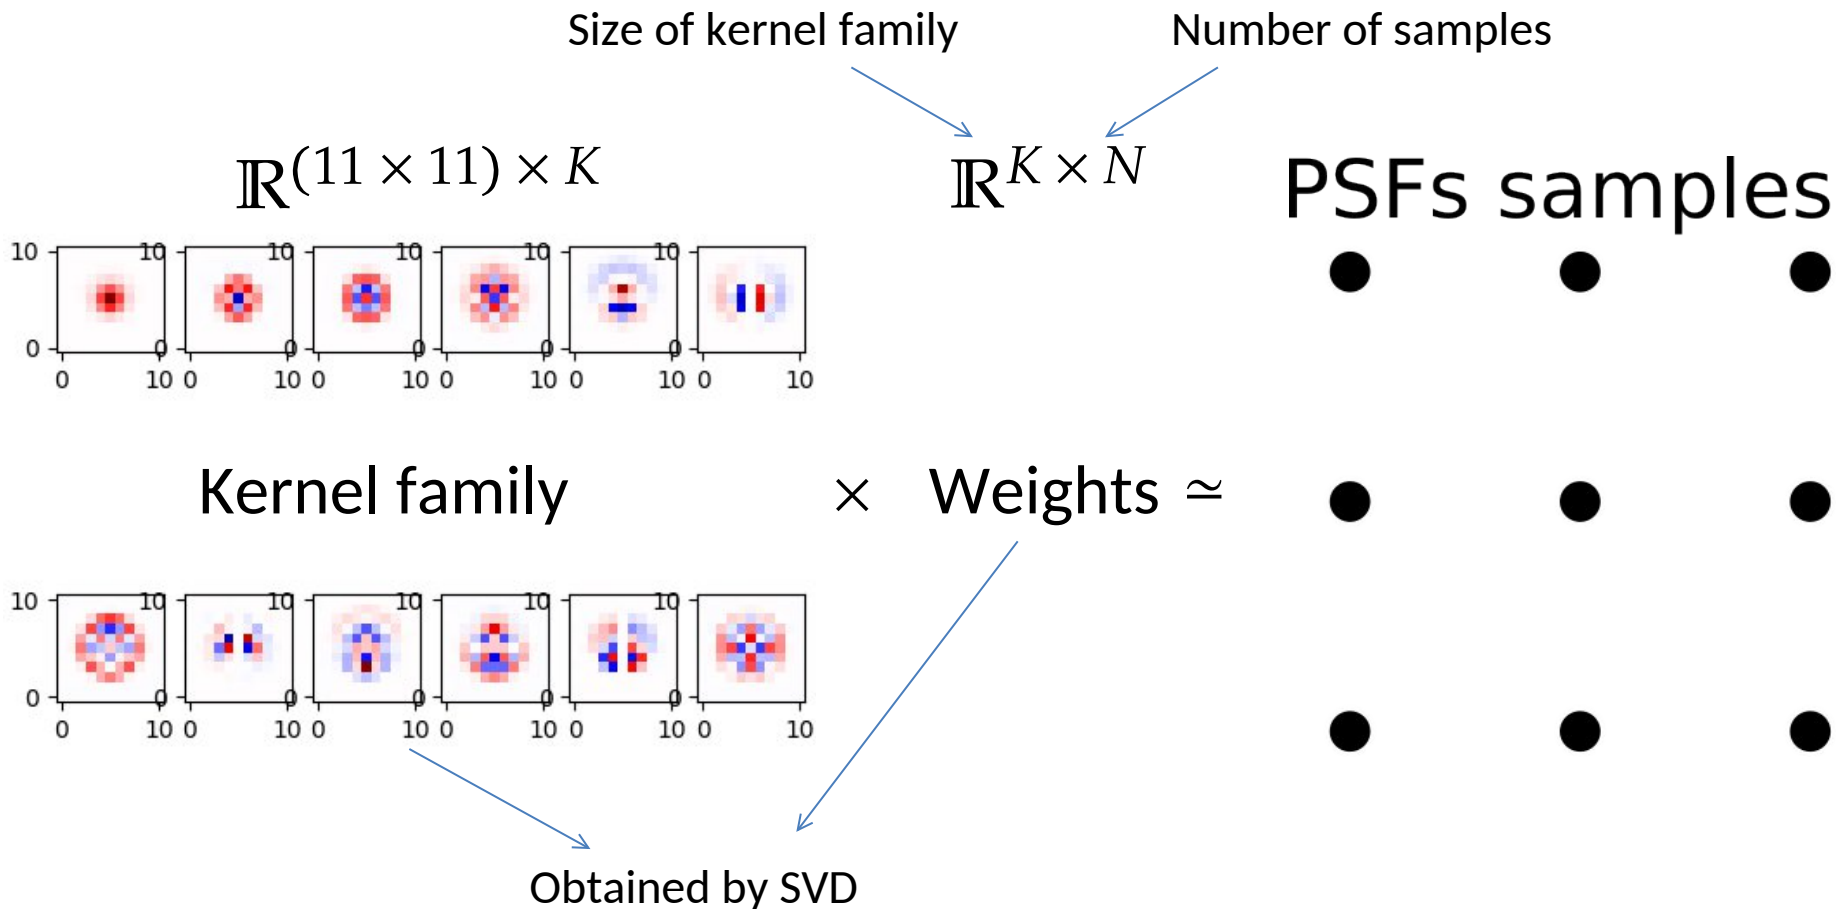 Size of kernel family
Number of samples
ℝ^(11 × 11) × K
ℝ^K × N
PSFs samples
10 10 10 10 10 10
0 0 0 0 0 0
0 10 0 10 0 10 0 10 0 10 0 10
Kernel family × Weights ≃
10 10 10 10 10 10
0 0 0 0 0 0
0 10 0 10 0 10 0 10 0 10 0 10
Obtained by SVD